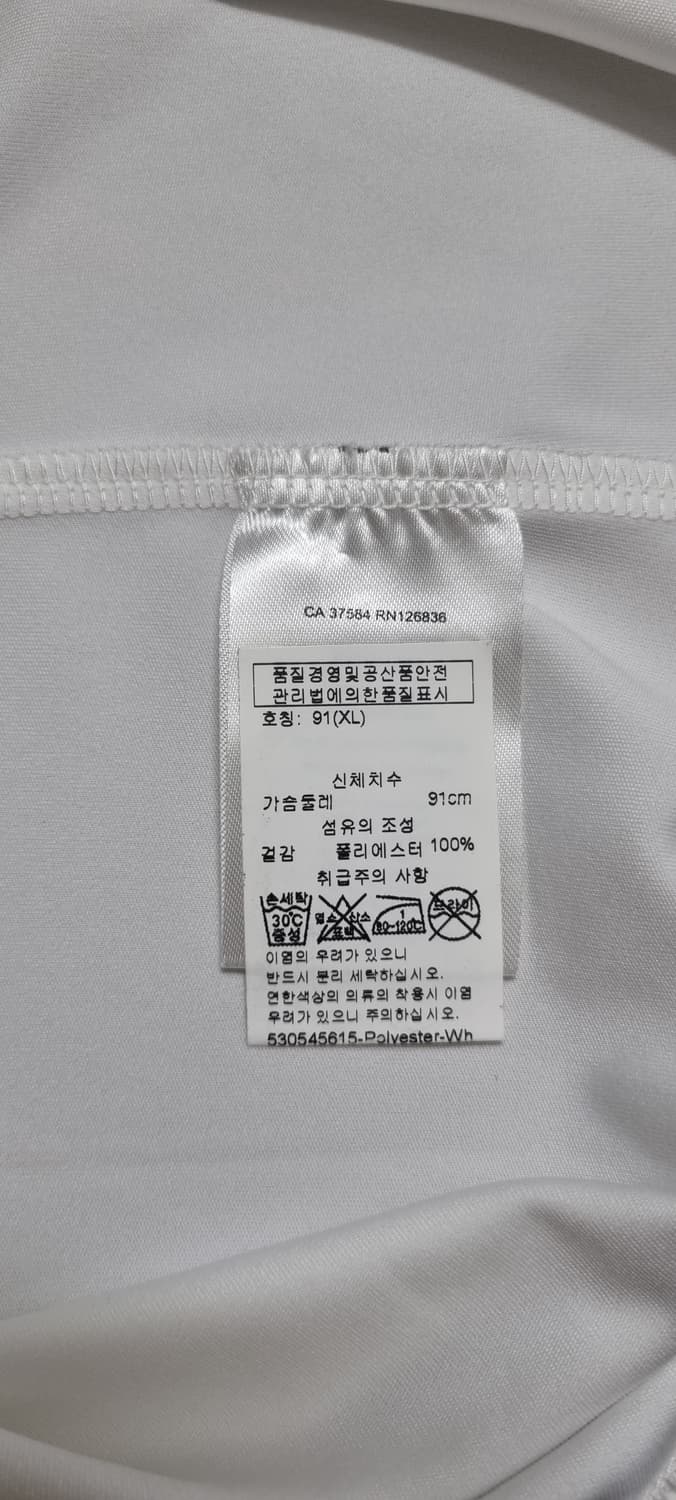 CA 37584 RN126836
품질경영및공산품안전
관리법에의한품질표시
호칭: 91(XL)
신체치수
가슴둘레 91cm
섬유의 조성
겉감 폴리에스터 100%
취급주의 사항
손세탁 30℃ 중성
염소 산소 표백
1 80-120℃
드라이
이염의 우려가 있으니
반드시 분리 세탁하십시오.
연한색상의 의류의 착용시 이염
우려가 있으니 주의하십시오.
530545615-Polyester-Wh